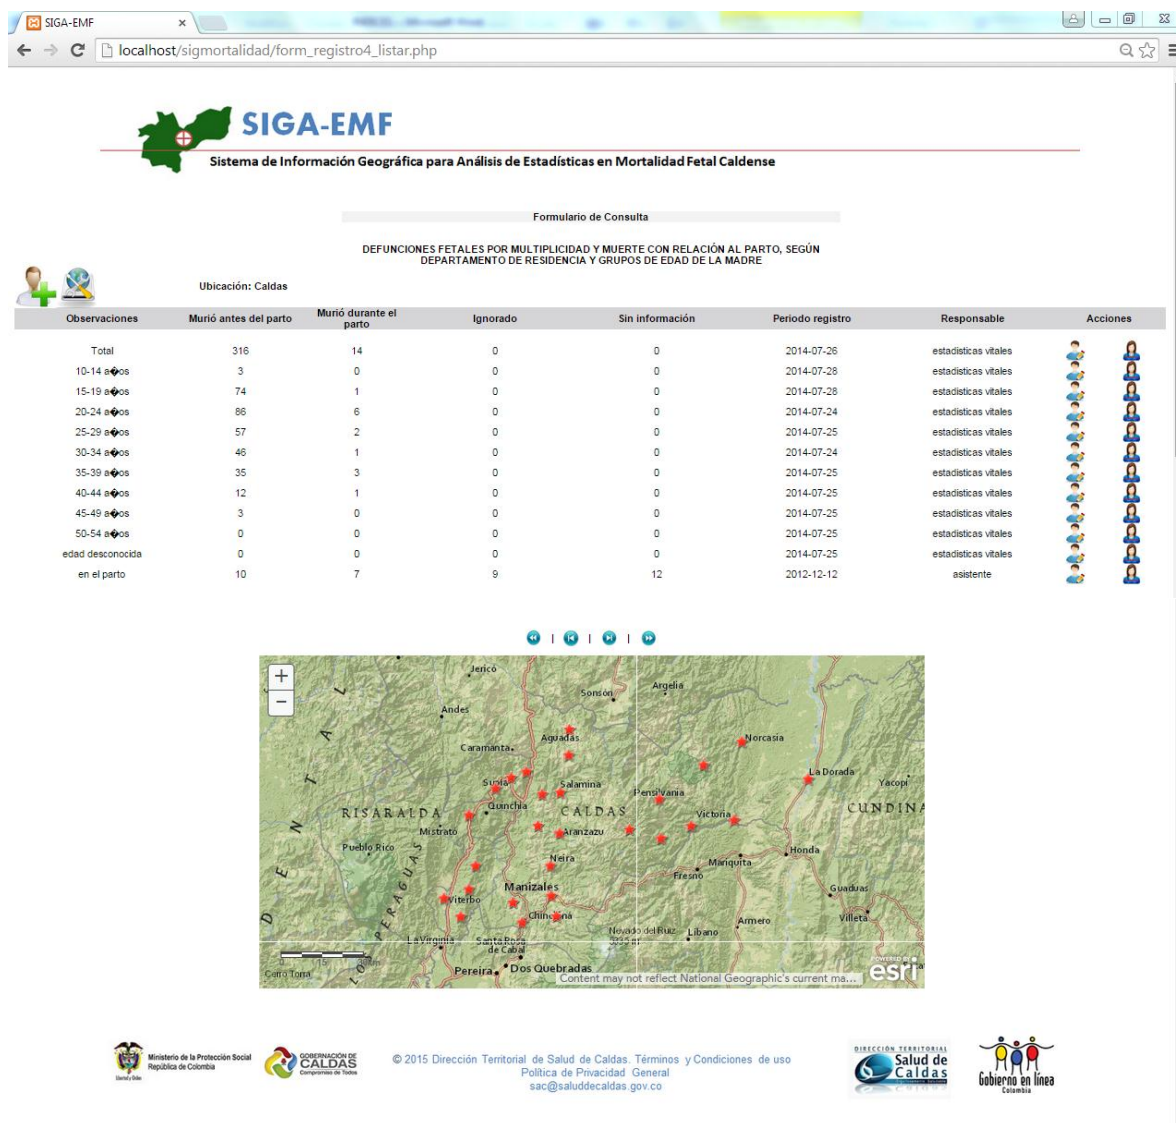 SIGA-EMF
localhost/sigmortalidad/form_registro4_listar.php
SIGA-EMF
Sistema de Información Geográfica para Análisis de Estadísticas en Mortalidad Fetal Caldense
Formulario de Consulta
DEFUNCIONES FETALES POR MULTIPLICIDAD Y MUERTE CON RELACIÓN AL PARTO, SEGÚN
DEPARTAMENTO DE RESIDENCIA Y GRUPOS DE EDAD DE LA MADRE
Ubicación: Caldas
Observaciones Murió antes del parto Murió durante el parto Ignorado Sin información Periodo registro Responsable Acciones
Total 316 14 0 0 2014-07-26 estadisticas vitales
10-14 a�os 3 0 0 0 2014-07-28 estadisticas vitales
15-19 a�os 74 1 0 0 2014-07-28 estadisticas vitales
20-24 a�os 86 6 0 0 2014-07-24 estadisticas vitales
25-29 a�os 57 2 0 0 2014-07-25 estadisticas vitales
30-34 a�os 46 1 0 0 2014-07-24 estadisticas vitales
35-39 a�os 35 3 0 0 2014-07-25 estadisticas vitales
40-44 a�os 12 1 0 0 2014-07-25 estadisticas vitales
45-49 a�os 3 0 0 0 2014-07-25 estadisticas vitales
50-54 a�os 0 0 0 0 2014-07-25 estadisticas vitales
edad desconocida 0 0 0 0 2014-07-25 estadisticas vitales
en el parto 10 7 9 12 2012-12-12 asistente
| | |
+
−
Jericó
Sonsón
Argelia
Andes
Aguadas
Norcasia
Caramanta
La Dorada
Supía
Salamina
Yacopí
Pensilvania
Quinchía
CALDAS
CUNDINA
RISARALDA
Victoria
Mistrató
Aranzazu
Pueblo Rico
Honda
Neira
Mariquita
Fresno
Manizales
Guaduas
Viterbo
Chinchiná
Armero
Villeta
Nevado del Ruiz
Líbano
La Virginia
Santa Rosa
de Cabal
Cerro Torra
Pereira
Dos Quebradas
Content may not reflect National Geographic's current ma...
POWERED BY
esri
Ministerio de la Protección Social
República de Colombia
Libertad y Orden
GOBERNACIÓN DE
CALDAS
Compromiso de Todos
© 2015 Dirección Territorial de Salud de Caldas. Términos y Condiciones de uso
Política de Privacidad General
sac@saluddecaldas.gov.co
DIRECCIÓN TERRITORIAL
Salud de
Caldas
Gobierno en línea
Colombia